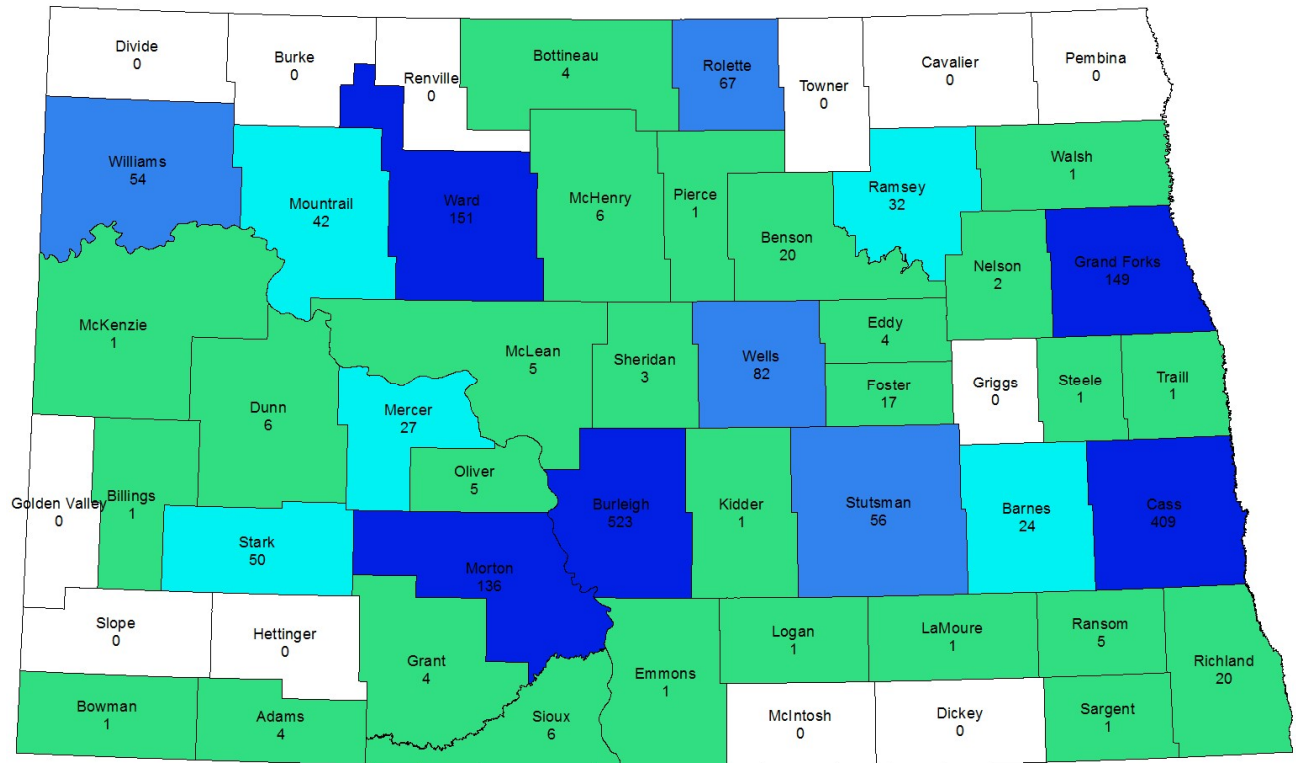 Divide
0
Burke
0
Renville
0
Bottineau
4
Rolette
67
Towner
0
Cavalier
0
Pembina
0
Williams
54
Mountrail
42
Ward
151
McHenry
6
Pierce
1
Benson
20
Ramsey
32
Walsh
1
Nelson
2
Grand Forks
149
McKenzie
1
Dunn
6
McLean
5
Mercer
27
Oliver
5
Sheridan
3
Wells
82
Eddy
4
Foster
17
Griggs
0
Steele
1
Traill
1
Golden Valley
0
Billings
1
Stark
50
Morton
136
Burleigh
523
Kidder
1
Stutsman
56
Barnes
24
Cass
409
Slope
0
Hettinger
0
Grant
4
Emmons
1
Logan
1
LaMoure
1
Ransom
5
Richland
20
Bowman
1
Adams
4
Sioux
6
McIntosh
0
Dickey
0
Sargent
1